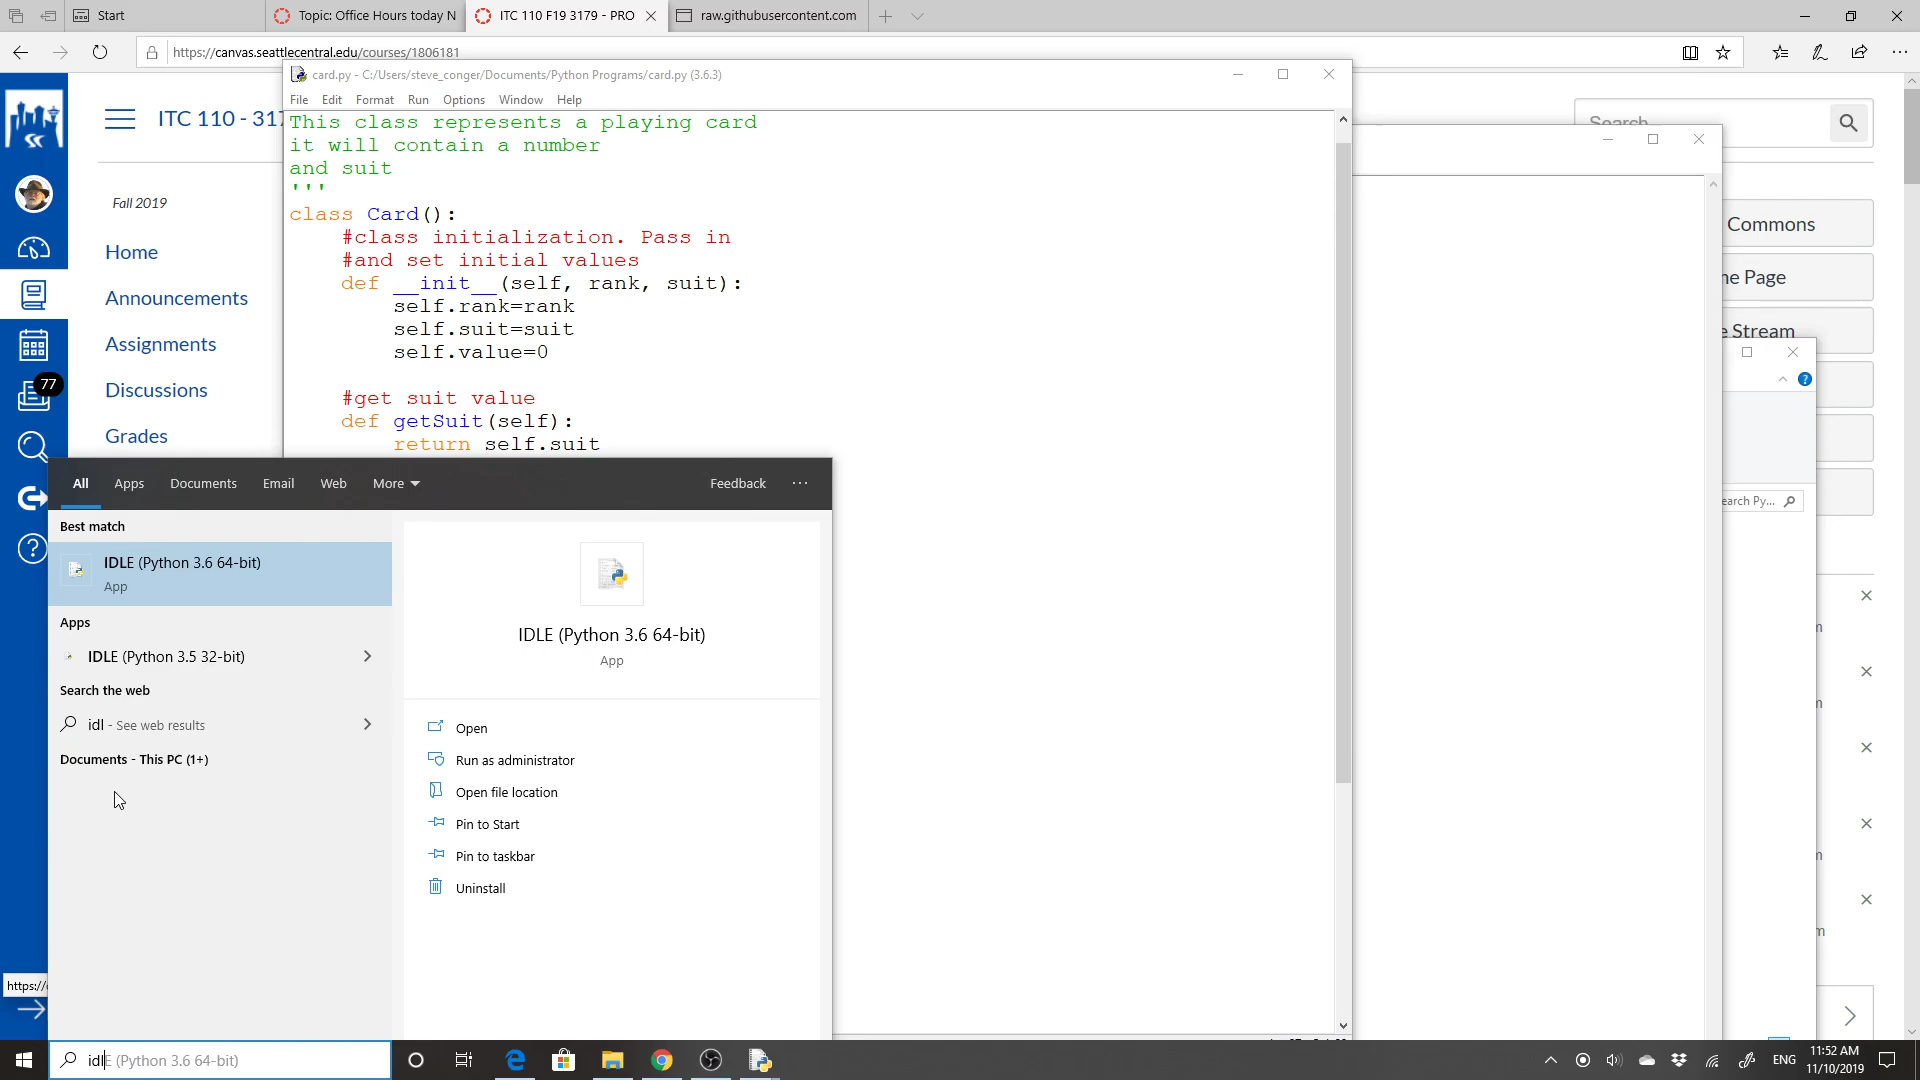 Start
Topic: Office Hours today N
ITC 110 F19 3179 - PRO
raw.githubusercontent.com
https://canvas.seattlecentral.edu/courses/1806181
card.py - C:/Users/steve_conger/Documents/Python Programs/card.py (3.6.3)
File Edit Format Run Options Window Help
This class represents a playing card
it will contain a number
and suit
'''
class Card():
#class initialization. Pass in
#and set initial values
def __init__(self, rank, suit):
self.rank=rank
self.suit=suit
self.value=0
#get suit value
def getSuit(self):
return self.suit
ITC 110 - 317
Fall 2019
Home
Announcements
Assignments
Discussions
Grades
77
Search
Commons
me Page
e Stream
earch Py...
All Apps Documents Email Web More Feedback ...
Best match
IDLE (Python 3.6 64-bit)
App
Apps
IDLE (Python 3.5 32-bit)
Search the web
idl - See web results
Documents - This PC (1+)
IDLE (Python 3.6 64-bit)
App
Open
Run as administrator
Open file location
Pin to Start
Pin to taskbar
Uninstall
https://
idlE (Python 3.6 64-bit)
ENG
11:52 AM
11/10/2019